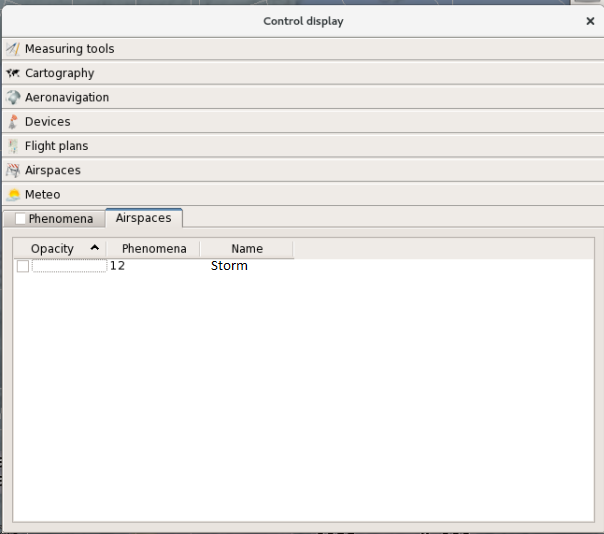 Control display
Measuring tools
Cartography
Aeronavigation
Devices
Flight plans
Airspaces
Meteo
Phenomena Airspaces
Opacity Phenomena Name
12 Storm